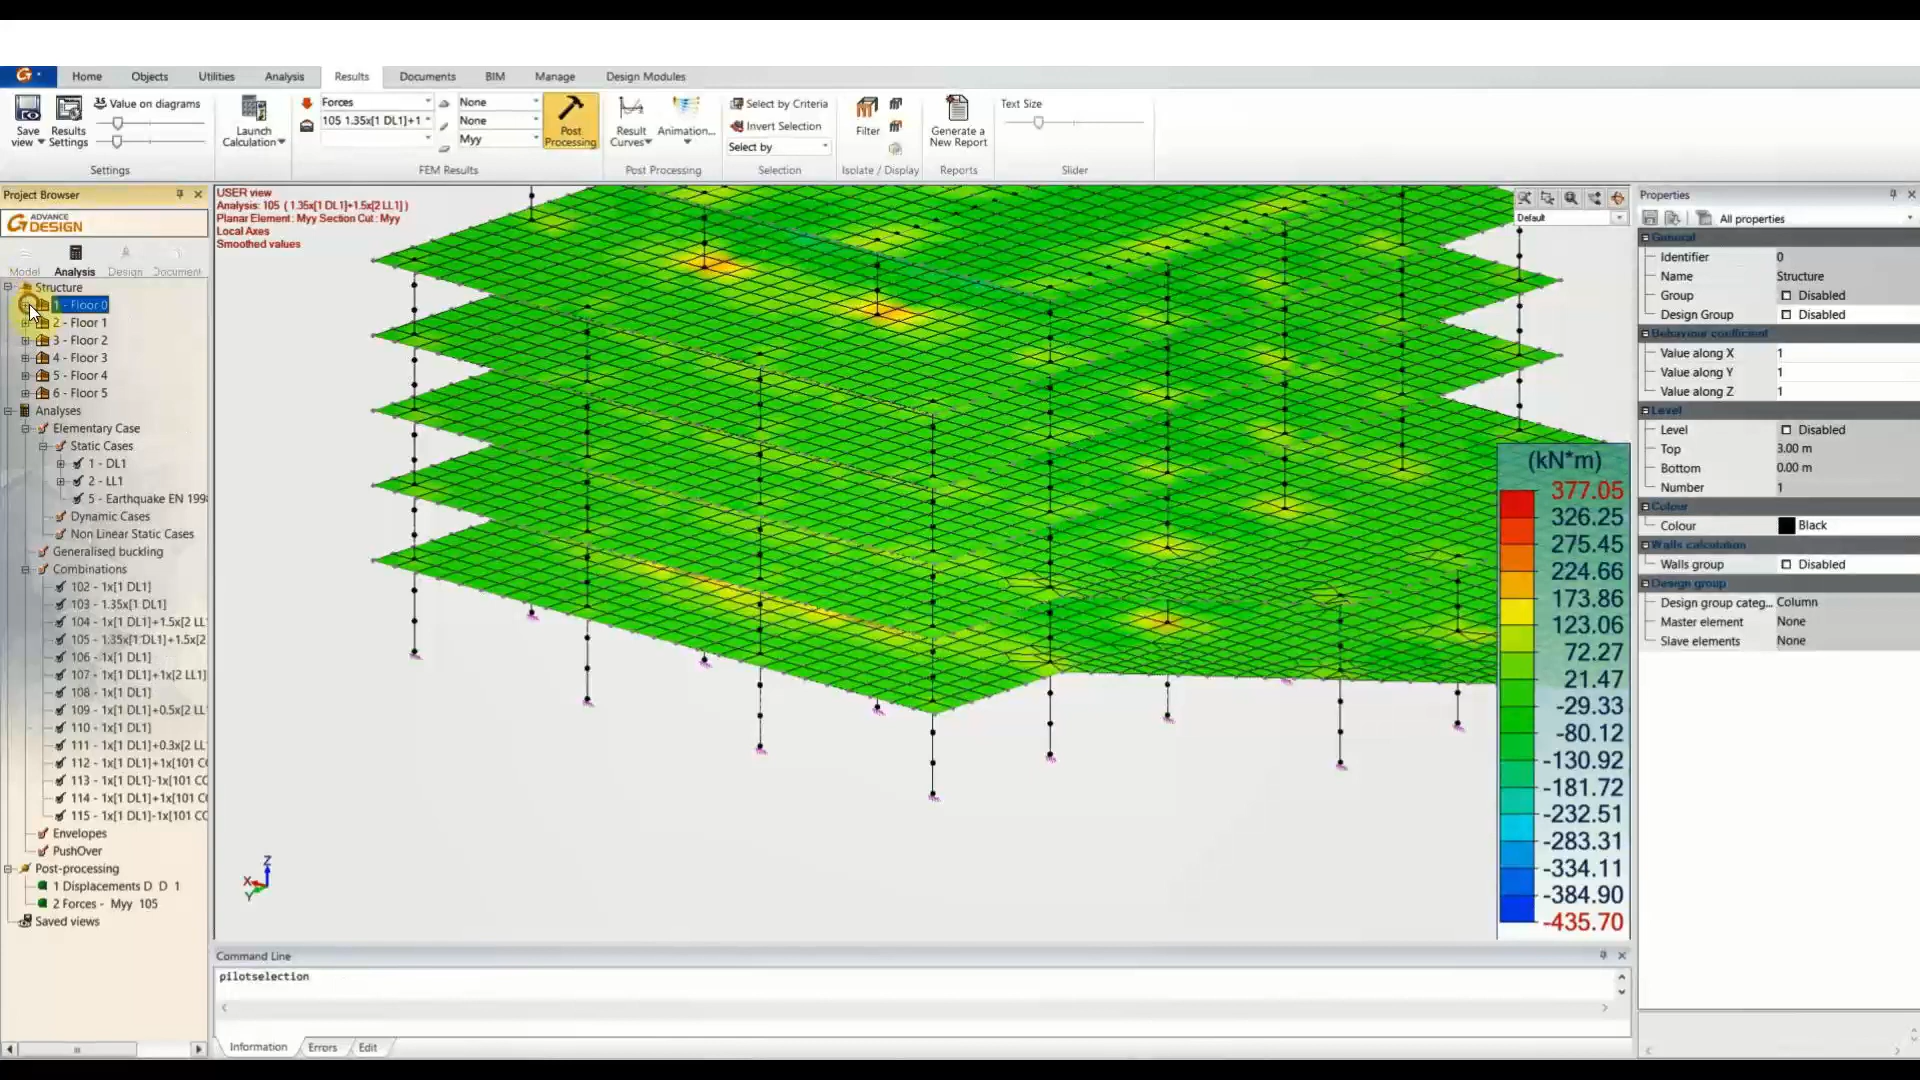 Home Objects Utilities Analysis Results Documents BIM Manage Design Modules
Save view
Results Settings
Value on diagrams
Settings
Launch Calculation
Forces
105 1.35x[1 DL1]+1
None
None
Myy
Post Processing
FEM Results
Result Curves
Animation...
Post Processing
Select by Criteria
Invert Selection
Select by
Selection
Filter
Isolate / Display
Generate a New Report
Reports
Text Size
Slider
Project Browser
ADVANCE
DESIGN
Model Analysis Design Document
Structure
1 - Floor 0
2 - Floor 1
3 - Floor 2
4 - Floor 3
5 - Floor 4
6 - Floor 5
Analyses
Elementary Case
Static Cases
1 - DL1
2 - LL1
5 - Earthquake EN 199
Dynamic Cases
Non Linear Static Cases
Generalised buckling
Combinations
102 - 1x[1 DL1]
103 - 1.35x[1 DL1]
104 - 1x[1 DL1]+1.5x[2 LL
105 - 1.35x[1 DL1]+1.5x[2
106 - 1x[1 DL1]
107 - 1x[1 DL1]+1x[2 LL1]
108 - 1x[1 DL1]
109 - 1x[1 DL1]+0.5x[2 LL
110 - 1x[1 DL1]
111 - 1x[1 DL1]+0.3x[2 LL
112 - 1x[1 DL1]+1x[101 CC
113 - 1x[1 DL1]-1x[101 CC
114 - 1x[1 DL1]+1x[101 C
115 - 1x[1 DL1]-1x[101 CC
Envelopes
PushOver
Post-processing
1 Displacements D D 1
2 Forces - Myy 105
Saved views
USER view
Analysis: 105 ( 1.35x[1 DL1]+1.5x[2 LL1] )
Planar Element : Myy Section Cut : Myy
Local Axes
Smoothed values
Default
(kN*m)
377.05
326.25
275.45
224.66
173.86
123.06
72.27
21.47
-29.33
-80.12
-130.92
-181.72
-232.51
-283.31
-334.11
-384.90
-435.70
Z
X
Y
Command Line
pilotselection
Information Errors Edit
Properties
All properties
General
Identifier 0
Name Structure
Group Disabled
Design Group Disabled
Behaviour coefficient
Value along X 1
Value along Y 1
Value along Z 1
Level
Level Disabled
Top 3.00 m
Bottom 0.00 m
Number 1
Colour
Colour Black
Walls calculation
Walls group Disabled
Design group
Design group categ... Column
Master element None
Slave elements None